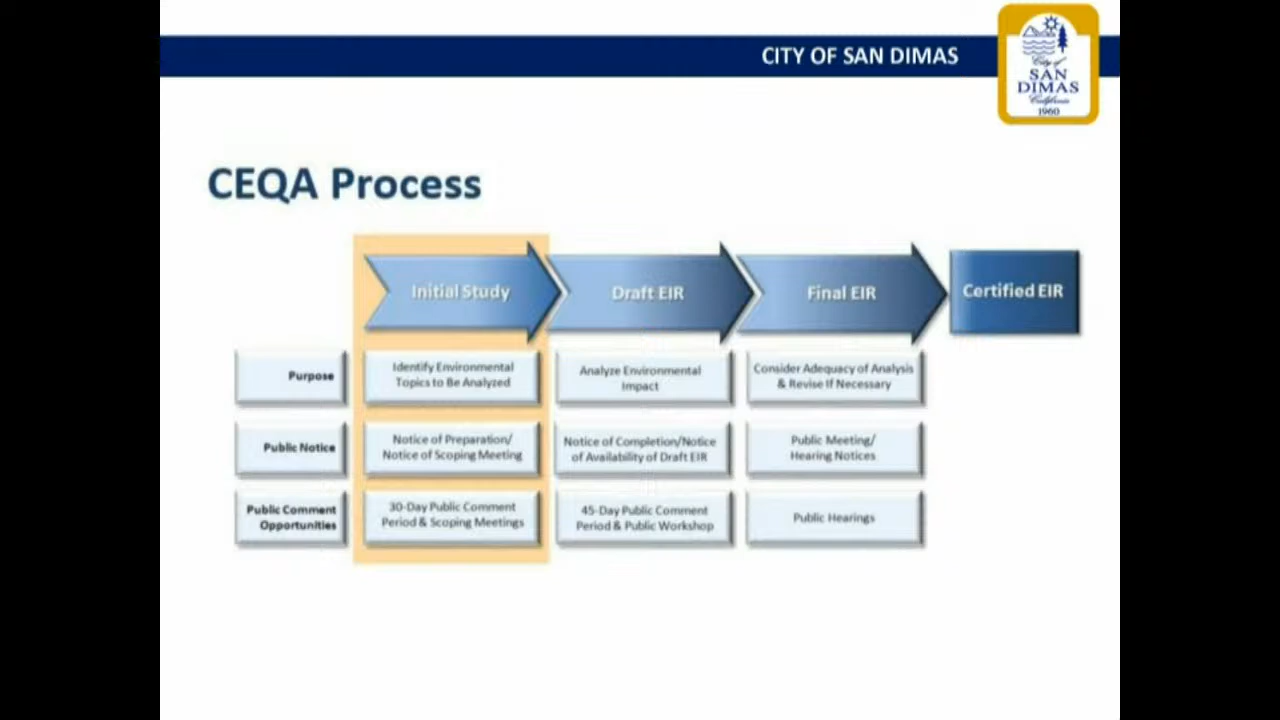 CITY OF SAN DIMAS
City of
SAN
DIMAS
California
1960
CEQA Process
Initial Study
Draft EIR
Final EIR
Certified EIR
Purpose
Identify Environmental
Topics to Be Analyzed
Analyze Environmental
Impact
Consider Adequacy of Analysis
& Revise If Necessary
Public Notice
Notice of Preparation/
Notice of Scoping Meeting
Notice of Completion/Notice
of Availability of Draft EIR
Public Meeting/
Hearing Notices
Public Comment
Opportunities
30-Day Public Comment
Period & Scoping Meetings
45-Day Public Comment
Period & Public Workshop
Public Hearings